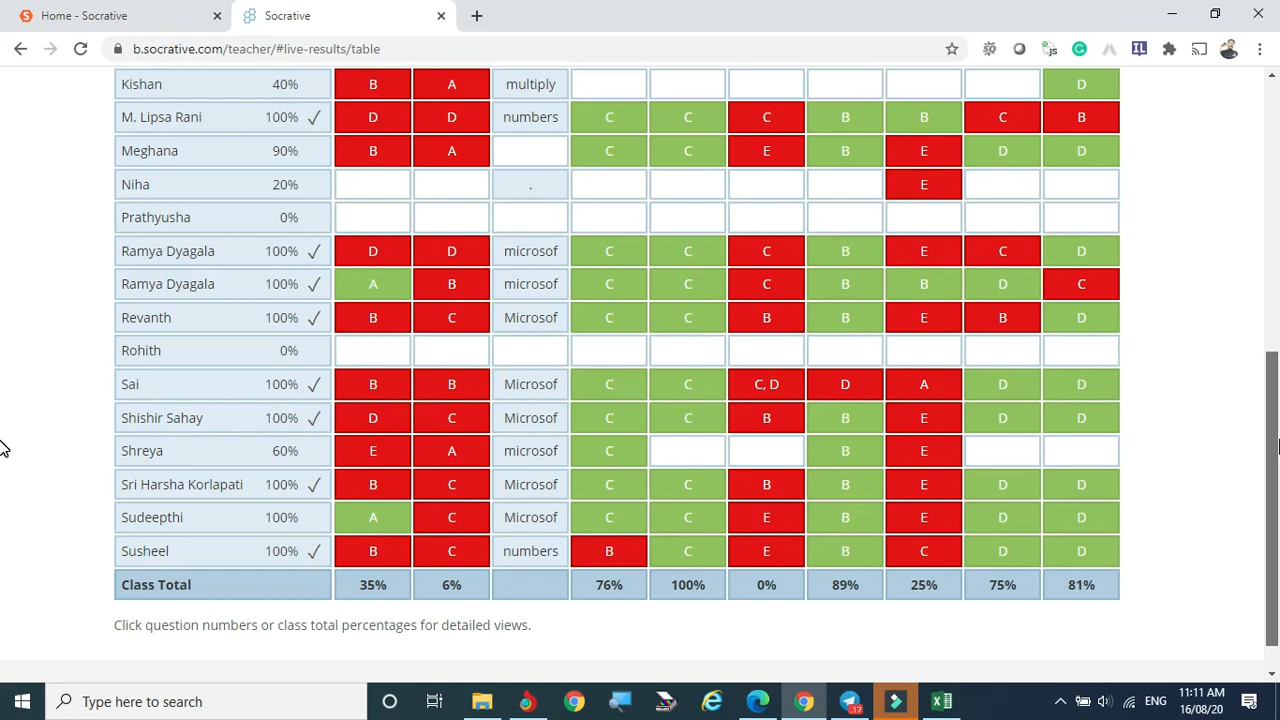 Home - Socrative
Socrative
b.socrative.com/teacher/#live-results/table
Kishan 40% B A multiply D
M. Lipsa Rani 100% ✓ D D numbers C C C B B C B
Meghana 90% B A C C E B E D D
Niha 20% . E
Prathyusha 0%
Ramya Dyagala 100% ✓ D D microsof C C C B E C D
Ramya Dyagala 100% ✓ A B microsof C C C B B D C
Revanth 100% ✓ B C Microsof C C B B E B D
Rohith 0%
Sai 100% ✓ B B Microsof C C C, D D A D D
Shishir Sahay 100% ✓ D C Microsof C C B B E D D
Shreya 60% E A microsof C B E
Sri Harsha Korlapati 100% ✓ B C Microsof C C B B E D D
Sudeepthi 100% A C Microsof C C E B E D D
Susheel 100% ✓ B C numbers B C E B C D D
Class Total 35% 6% 76% 100% 0% 89% 25% 75% 81%
Click question numbers or class total percentages for detailed views.
Type here to search
17
ENG
11:11 AM
16/08/20